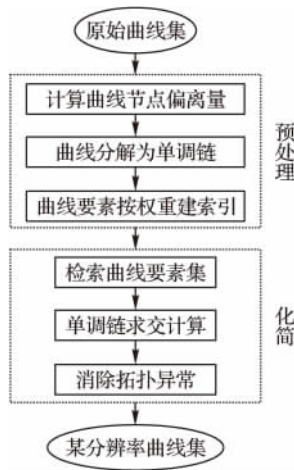 原始曲线集
计算曲线节点偏离量
曲线分解为单调链
曲线要素按权重建索引
预处理
检索曲线要素集
单调链求交计算
消除拓扑异常
化简
某分辨率曲线集